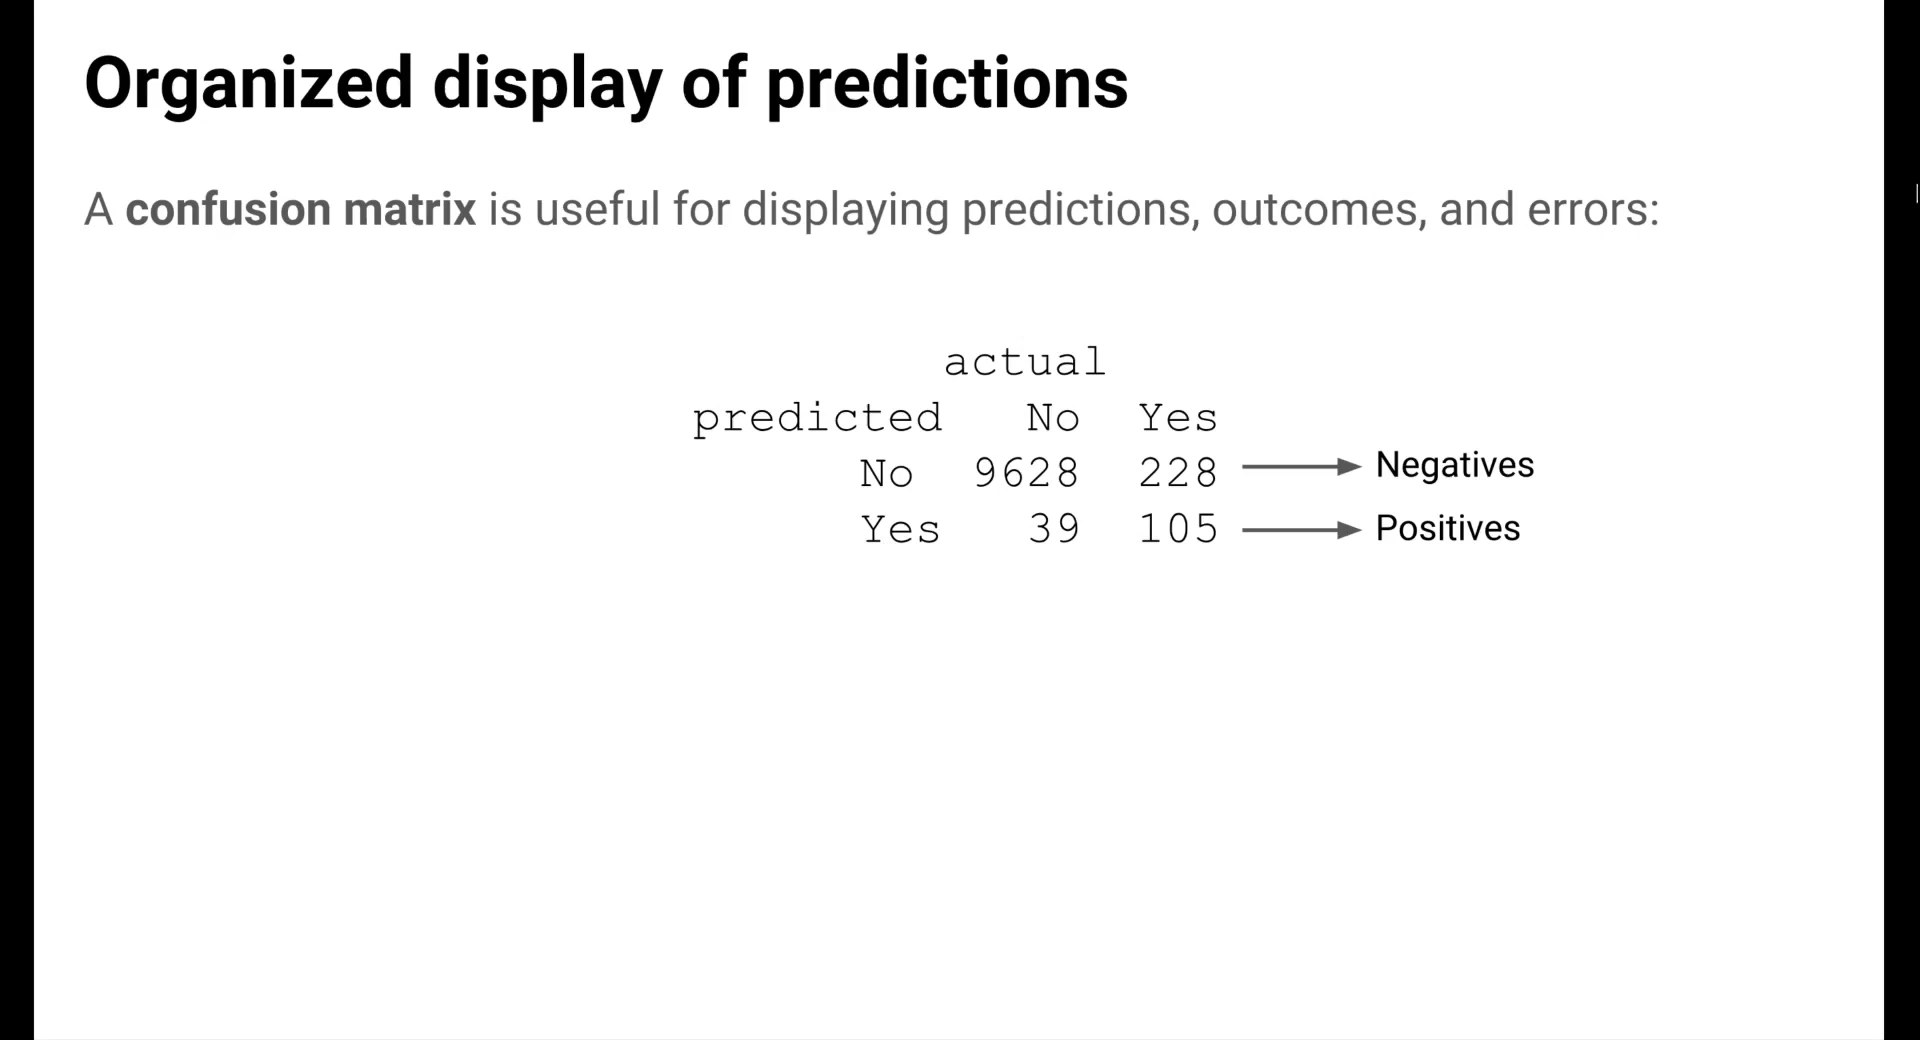 Organized display of predictions
A confusion matrix is useful for displaying predictions, outcomes, and errors:
actual
predicted No Yes
No 9628 228 Negatives
Yes 39 105 Positives